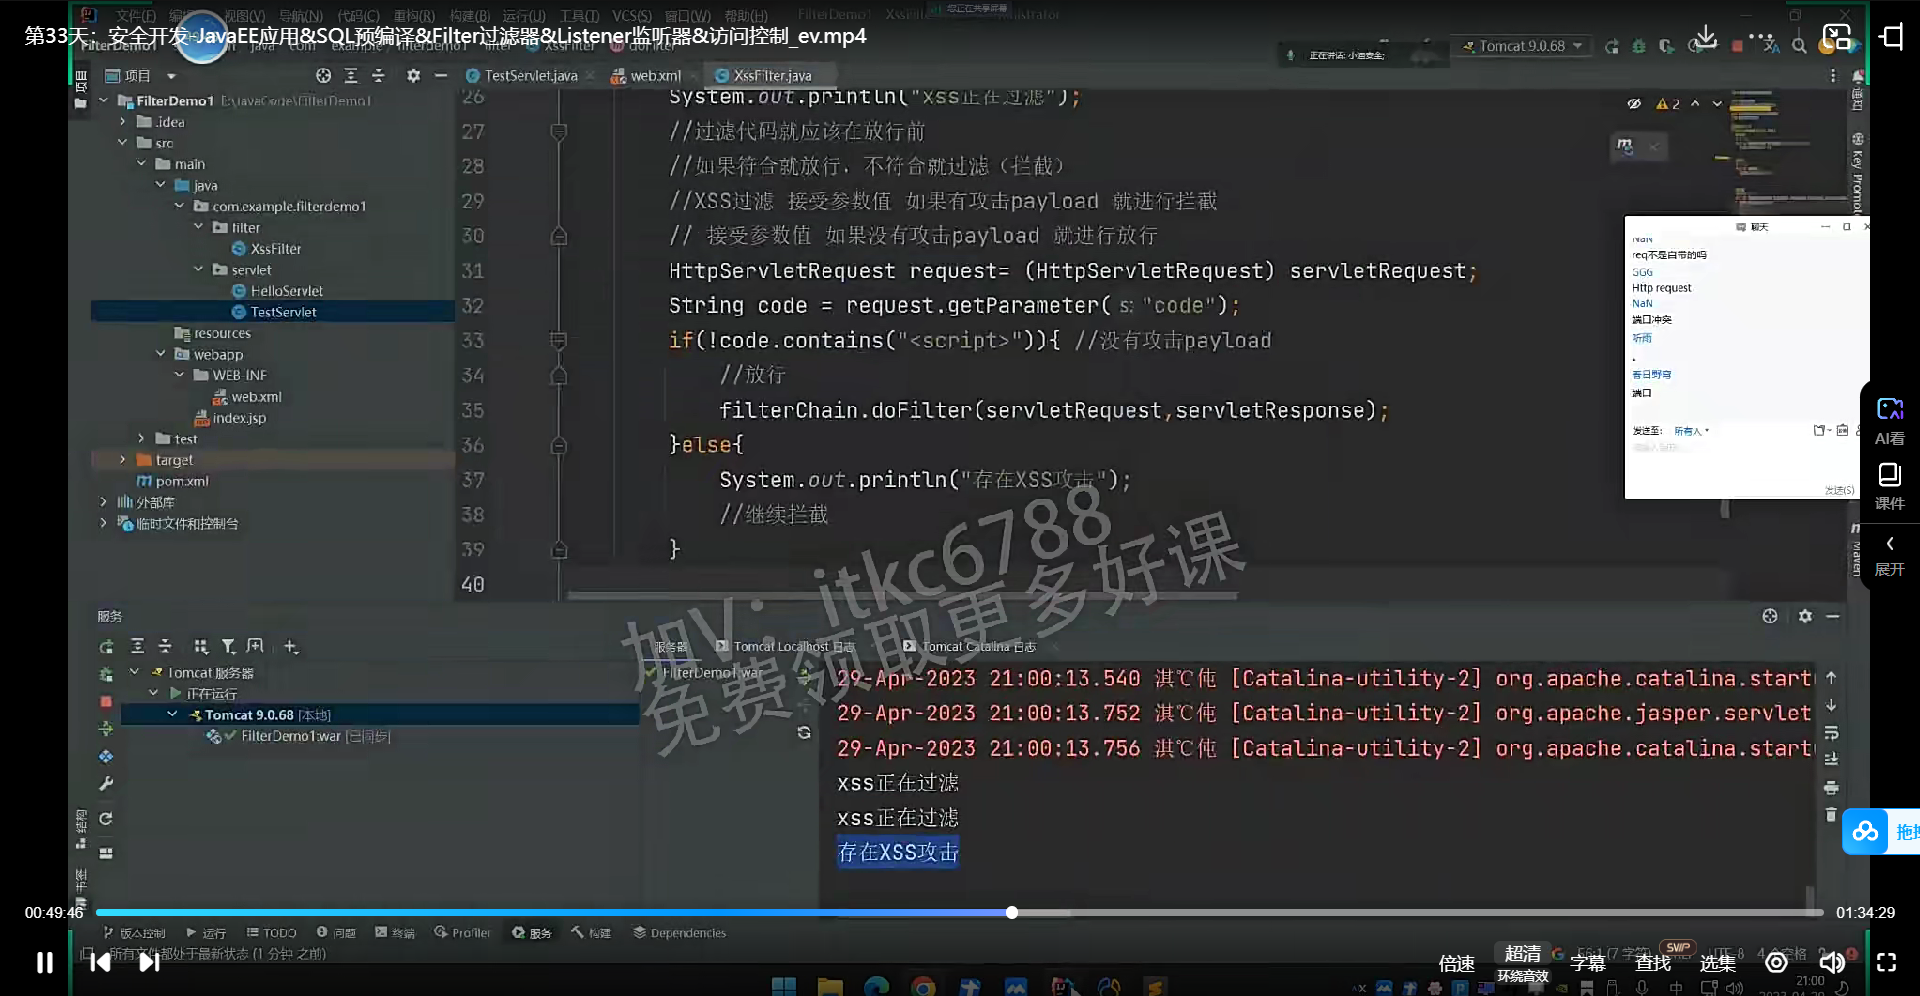 文件(F)
视图(V)
导航(N)
代码(C)
重构(R)
构建(B)
运行(U)
工具(T)
VCS(S)
窗口(W)
帮助(H)
您正在共享屏幕
第33天：安全开发-JavaEE应用&SQL预编译&Filter过滤器&Listener监听器&访问控制_ev.mp4
Tomcat 9.0.68
项目
TestServlet.java
web.xml
XssFilter.java
FilterDemo1 E:\JavaCode\FilterDemo1
.idea
src
main
java
com.example.filterdemo1
filter
XssFilter
servlet
HelloServlet
TestServlet
resources
webapp
WEB-INF
web.xml
index.jsp
test
target
pom.xml
外部库
临时文件和控制台
26 System.out.println("xss正在过滤");
27 //过滤代码就应该在放行前
28 //如果符合就放行，不符合就过滤（拦截）
29 //XSS过滤 接受参数值 如果有攻击payload 就进行拦截
30 // 接受参数值 如果没有攻击payload 就进行放行
31 HttpServletRequest request= (HttpServletRequest) servletRequest;
32 String code = request.getParameter( s: "code");
33 if(!code.contains("<script>")){ //没有攻击payload
34 //放行
35 filterChain.doFilter(servletRequest,servletResponse);
36 }else{
37 System.out.println("存在XSS攻击");
38 //继续拦截
39 }
40
2
聊天
NaN
req不是自带的吗
GGG
Http request
NaN
端口冲突
听雨
.
春日野穹
端口
发送至: 所有人
发送(S)
AI看
课件
展开
加V：itkc6788
免费领取更多好课
服务
服务器
Tomcat Localhost 日志
Tomcat Catalina 日志
Tomcat 服务器
正在运行
Tomcat 9.0.68 [本地]
FilterDemo1:war [已同步]
FilterDemo1:war
29-Apr-2023 21:00:13.540 淇℃伅 [Catalina-utility-2] org.apache.catalina.start
29-Apr-2023 21:00:13.752 淇℃伅 [Catalina-utility-2] org.apache.jasper.servlet
29-Apr-2023 21:00:13.756 淇℃伅 [Catalina-utility-2] org.apache.catalina.start
xss正在过滤
xss正在过滤
存在XSS攻击
拖拽
00:49:46
01:34:29
版本控制
运行
TODO
问题
终端
Profiler
服务
构建
Dependencies
所有文件都处于最新状态 (1 分钟 之前)
倍速
超清
环绕音效
字幕
SVIP
查找
选集
21:00